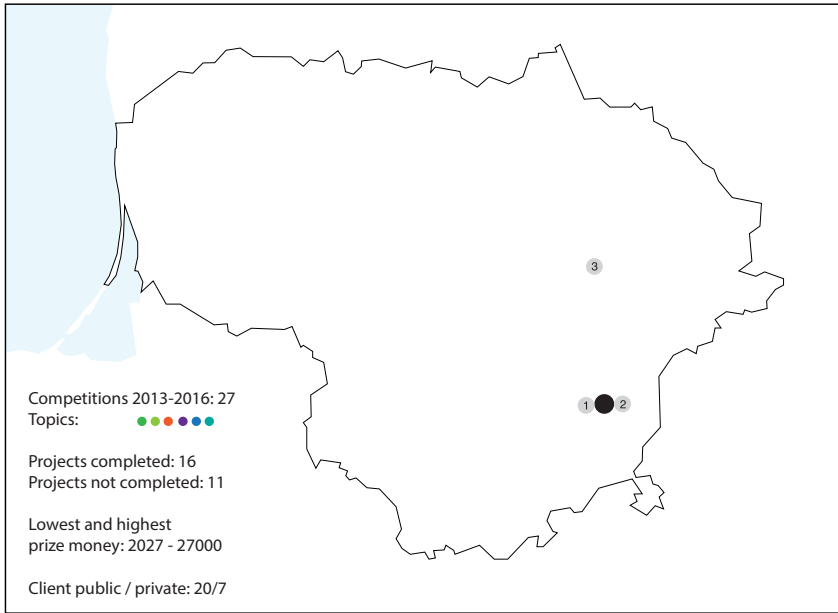 3
1
2
Competitions 2013-2016: 27
Topics:
Projects completed: 16
Projects not completed: 11
Lowest and highest
prize money: 2027 - 27000
Client public / private: 20/7